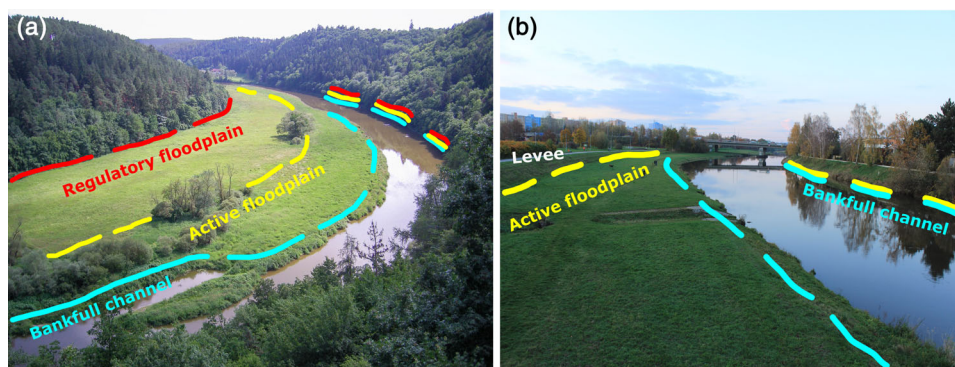 (a)
Regulatory floodplain
Active floodplain
Bankfull channel
(b)
Levee
Active floodplain
Bankfull channel